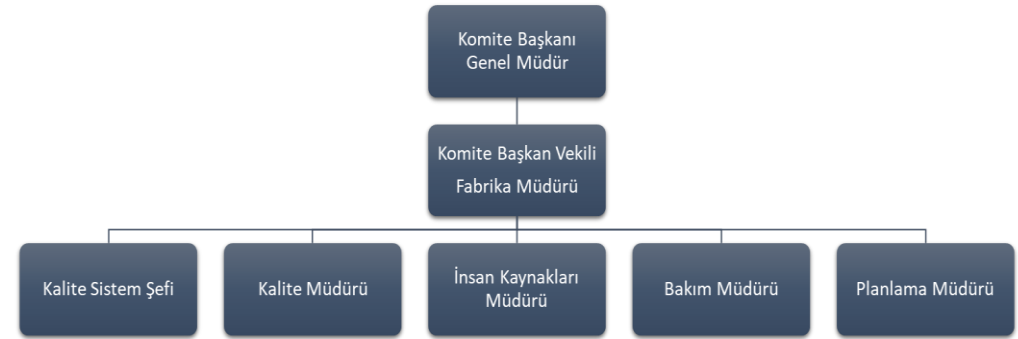 Komite Başkanı
Genel Müdür
Komite Başkan Vekili
Fabrika Müdürü
Kalite Sistem Şefi
Kalite Müdürü
İnsan Kaynakları
Müdürü
Bakım Müdürü
Planlama Müdürü